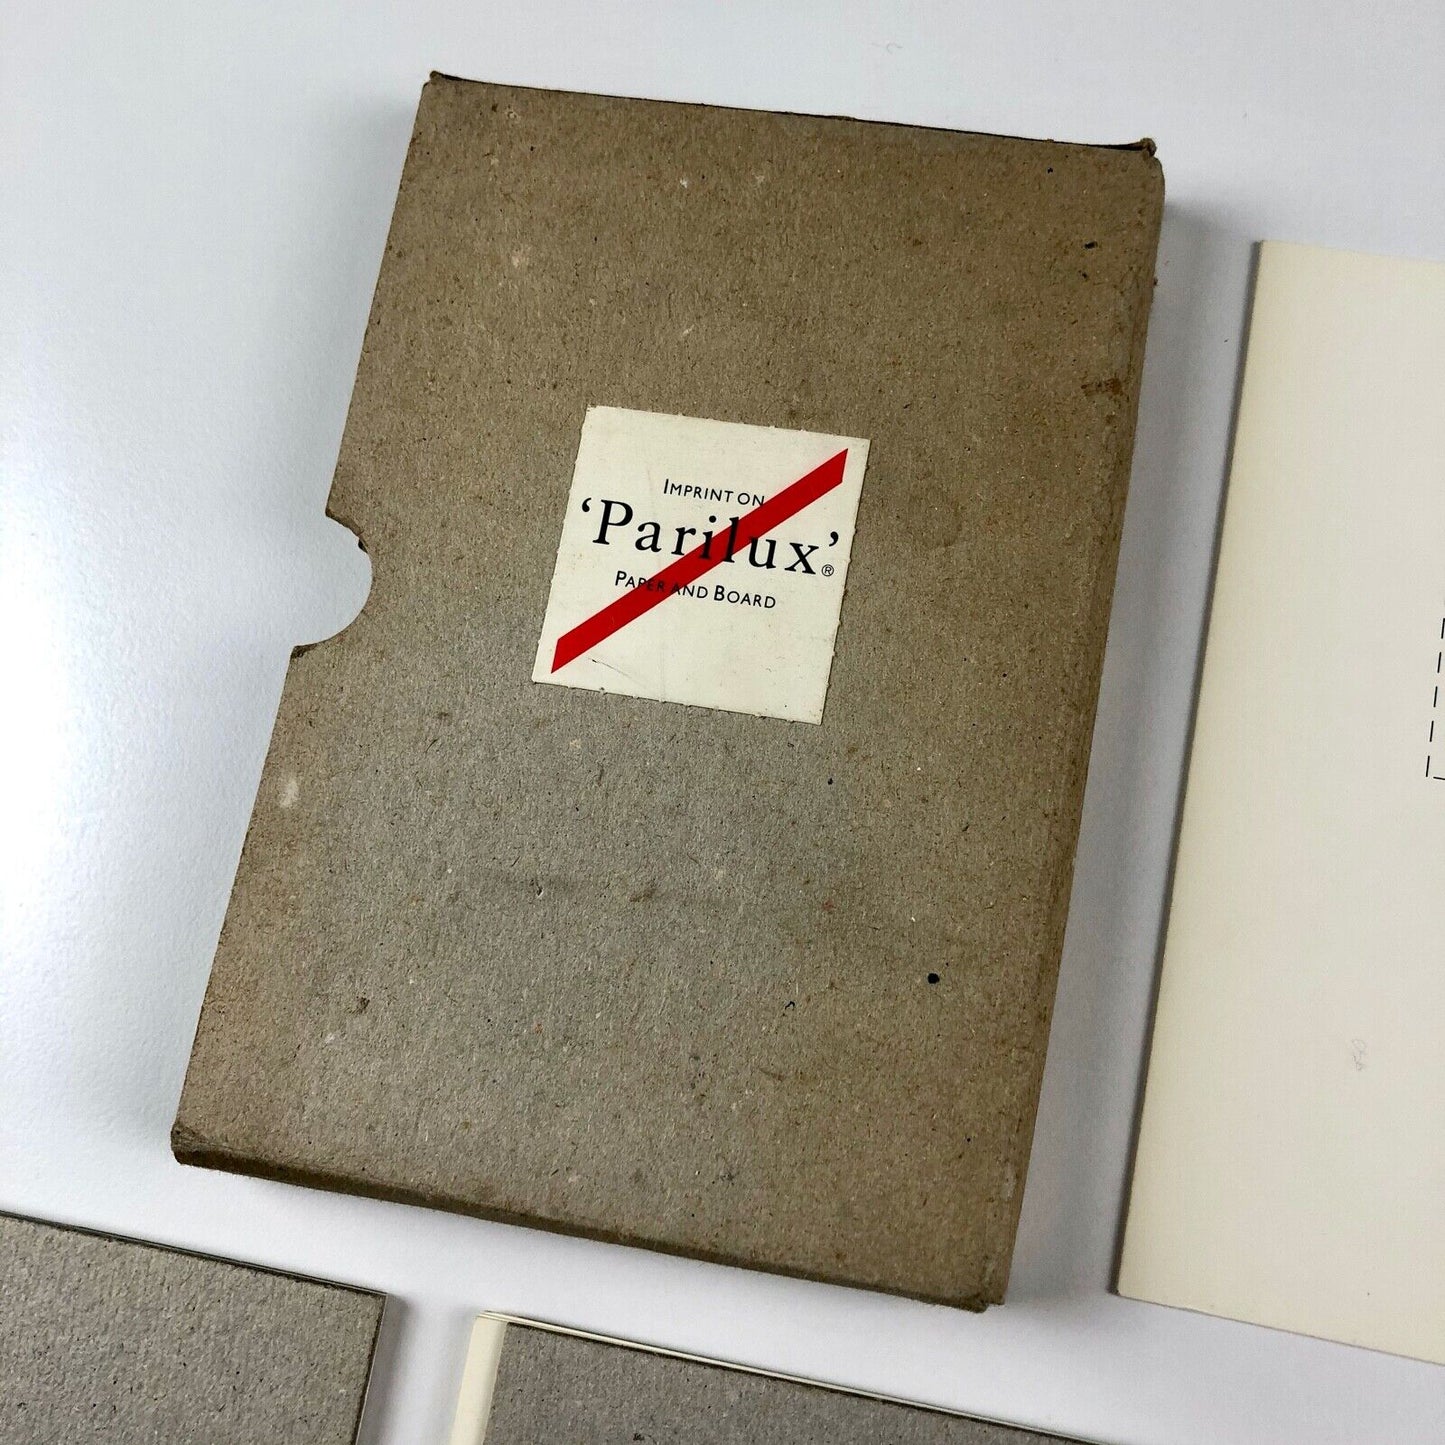 IMPRINT ON
‘Parilux’®
PAPER AND BOARD